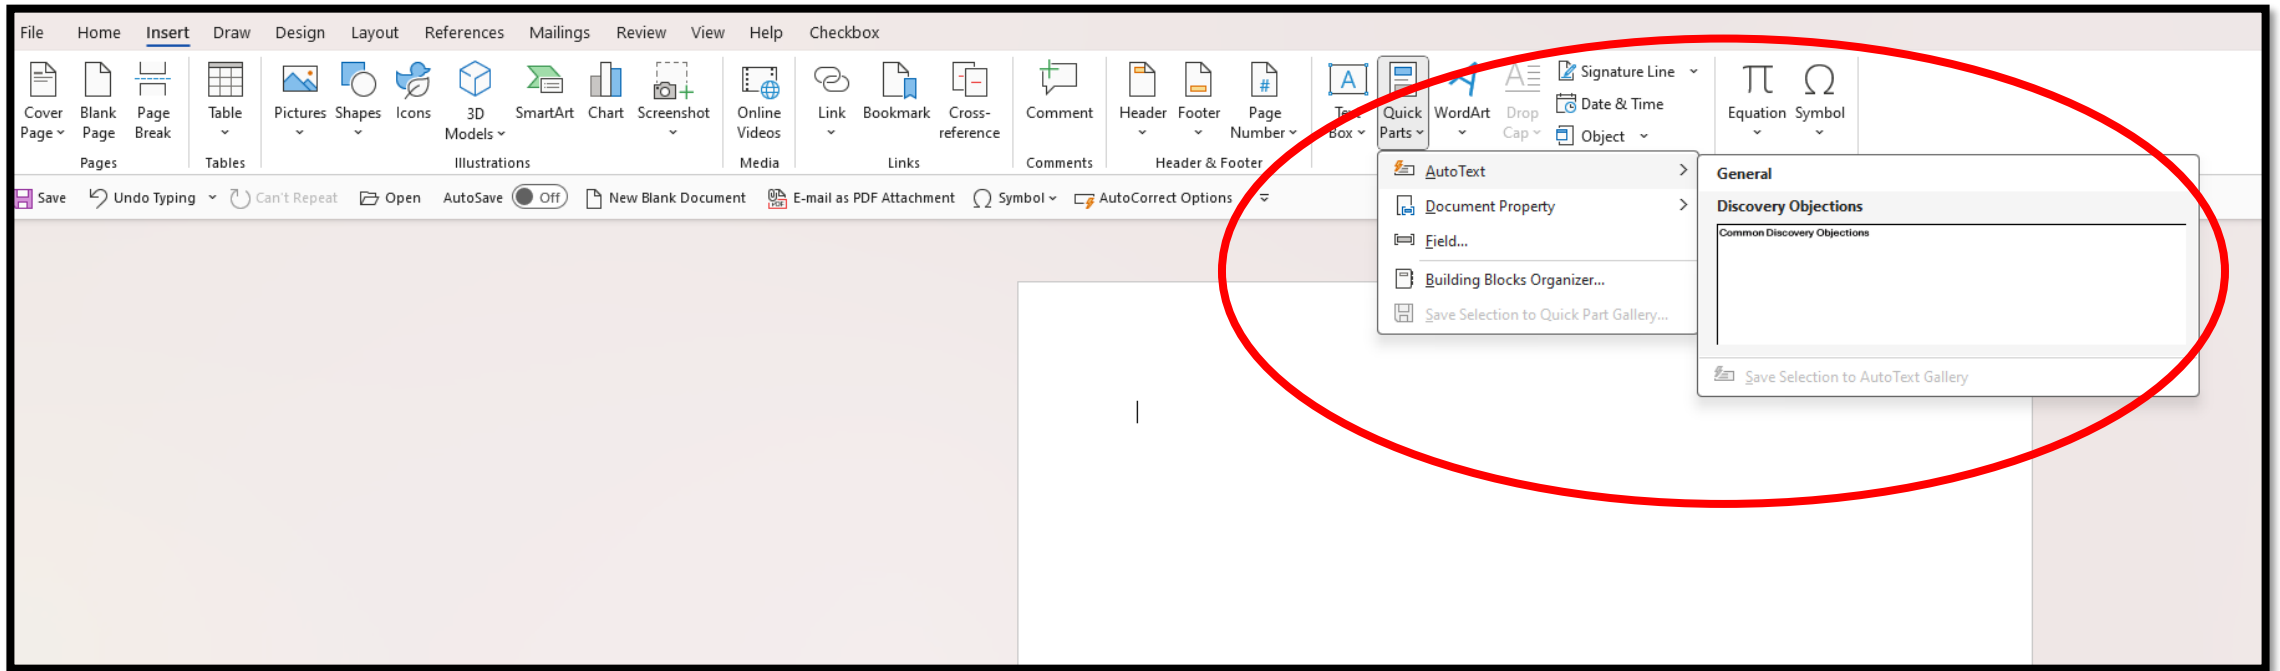 File Home Insert Draw Design Layout References Mailings Review View Help Checkbox
Cover Page
Blank Page
Page Break
Pages
Table
Tables
Pictures
Shapes
Icons
3D Models
SmartArt
Chart
Screenshot
Illustrations
Online Videos
Media
Link
Bookmark
Cross-reference
Links
Comment
Comments
Header
Footer
# Page Number
Header & Footer
A Text Box
Quick Parts
WordArt
Drop Cap
Signature Line
Date & Time
Object
π Equation
Ω Symbol
Save Undo Typing Can't Repeat Open AutoSave Off New Blank Document E-mail as PDF Attachment Symbol AutoCorrect Options
AutoText
Document Property
Field...
Building Blocks Organizer...
Save Selection to Quick Part Gallery...
General
Discovery Objections
Common Discovery Objections
Save Selection to AutoText Gallery